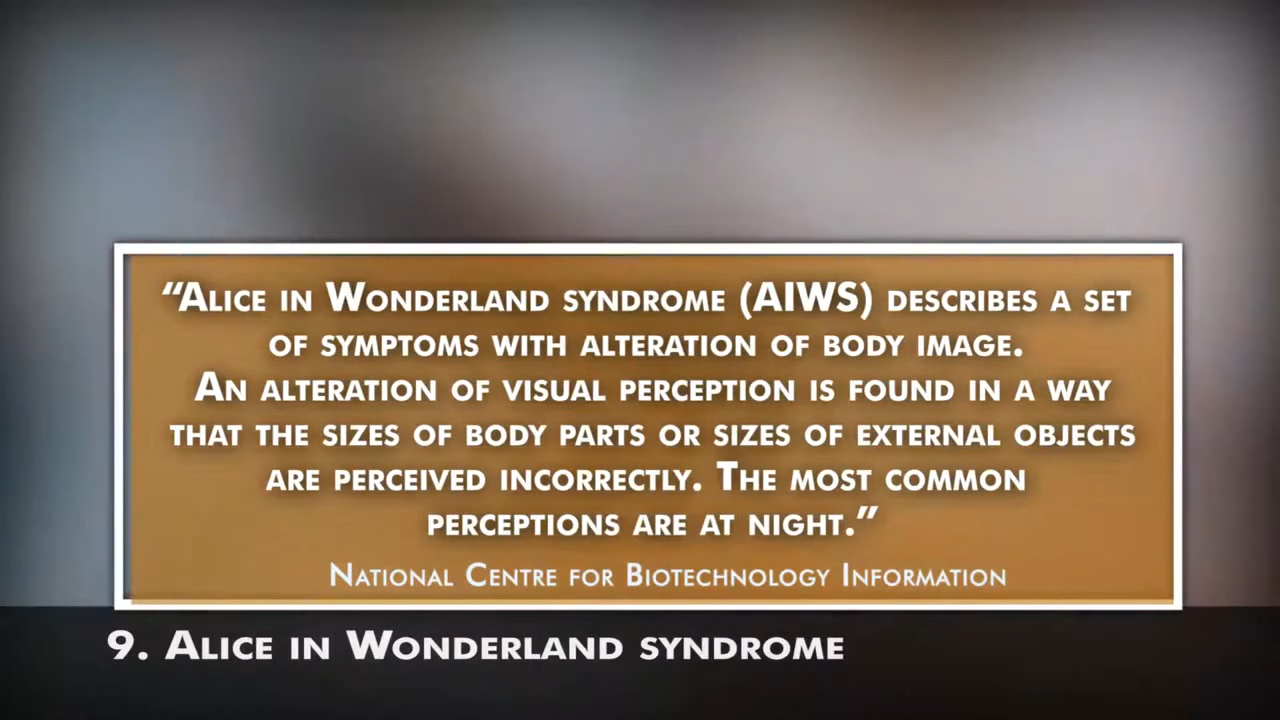 “Alice in Wonderland syndrome (AIWS) describes a set
of symptoms with alteration of body image.
An alteration of visual perception is found in a way
that the sizes of body parts or sizes of external objects
are perceived incorrectly. The most common
perceptions are at night.”
National Centre for Biotechnology Information
9. Alice in Wonderland syndrome